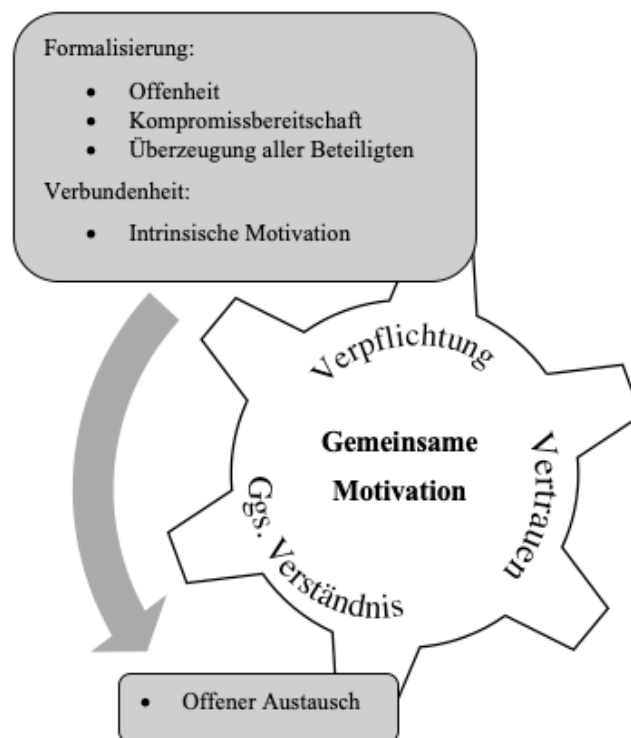 Formalisierung:
• Offenheit
• Kompromissbereitschaft
• Überzeugung aller Beteiligten
Verbundenheit:
• Intrinsische Motivation
Verpflichtung
Gemeinsame
Motivation
Vertrauen
Ggs. Verständnis
• Offener Austausch